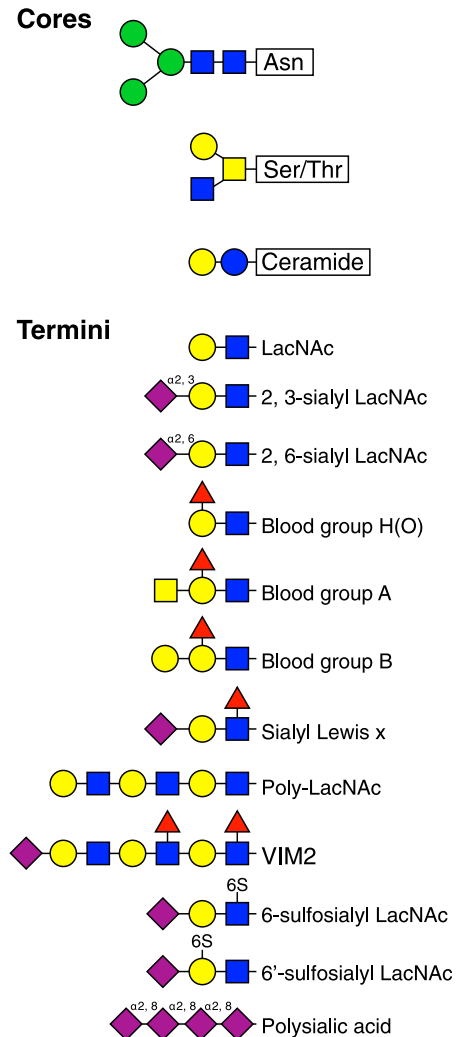 Cores
Asn
Ser/Thr
Ceramide
Termini
LacNAc
α2, 3
2, 3-sialyl LacNAc
α2, 6
2, 6-sialyl LacNAc
Blood group H(O)
Blood group A
Blood group B
Sialyl Lewis x
Poly-LacNAc
VIM2
6S
6-sulfosialyl LacNAc
6S
6'-sulfosialyl LacNAc
α2, 8 α2, 8 α2, 8
Polysialic acid